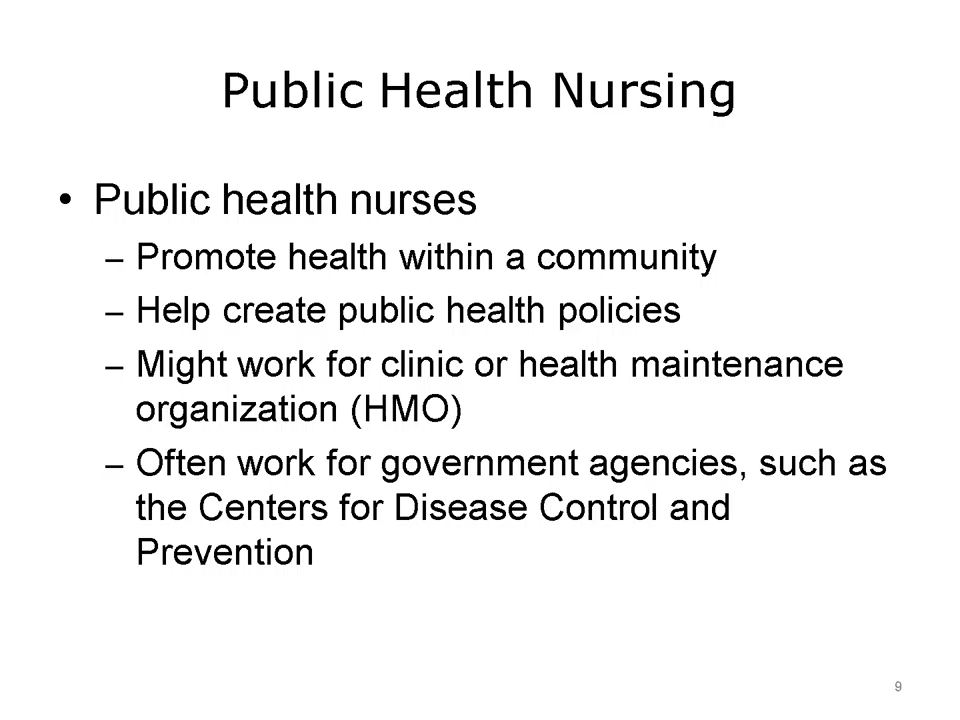 Public Health Nursing
• Public health nurses
– Promote health within a community
– Help create public health policies
– Might work for clinic or health maintenance
organization (HMO)
– Often work for government agencies, such as
the Centers for Disease Control and
Prevention
9